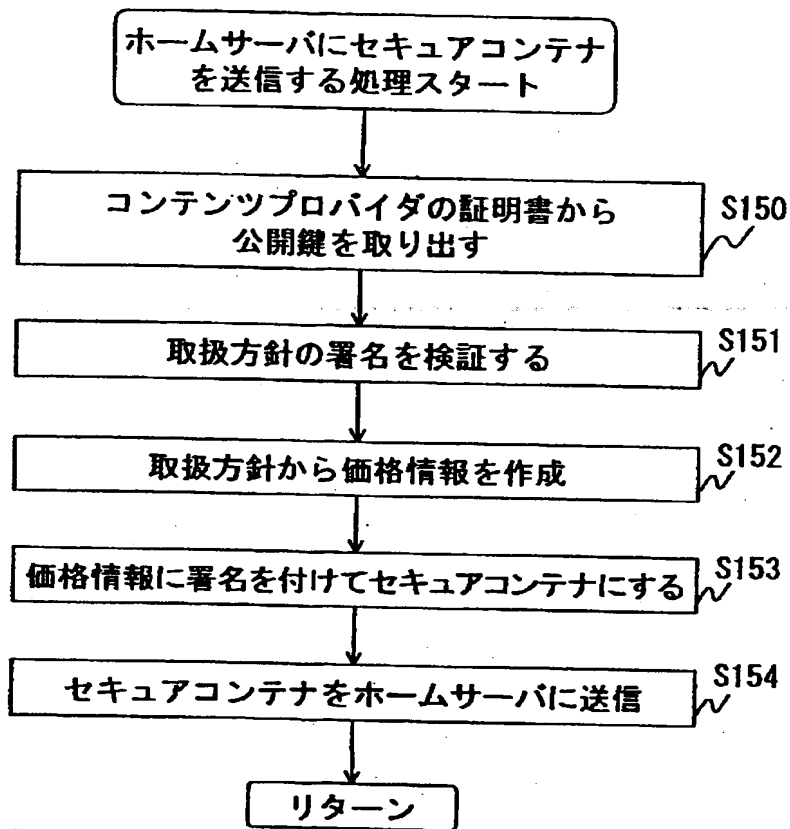 ホームサーバにセキュアコンテナ
を送信する処理スタート
コンテンツプロバイダの証明書から
公開鍵を取り出す
S150
取扱方針の署名を検証する
S151
取扱方針から価格情報を作成
S152
価格情報に署名を付けてセキュアコンテナにする
S153
セキュアコンテナをホームサーバに送信
S154
リターン